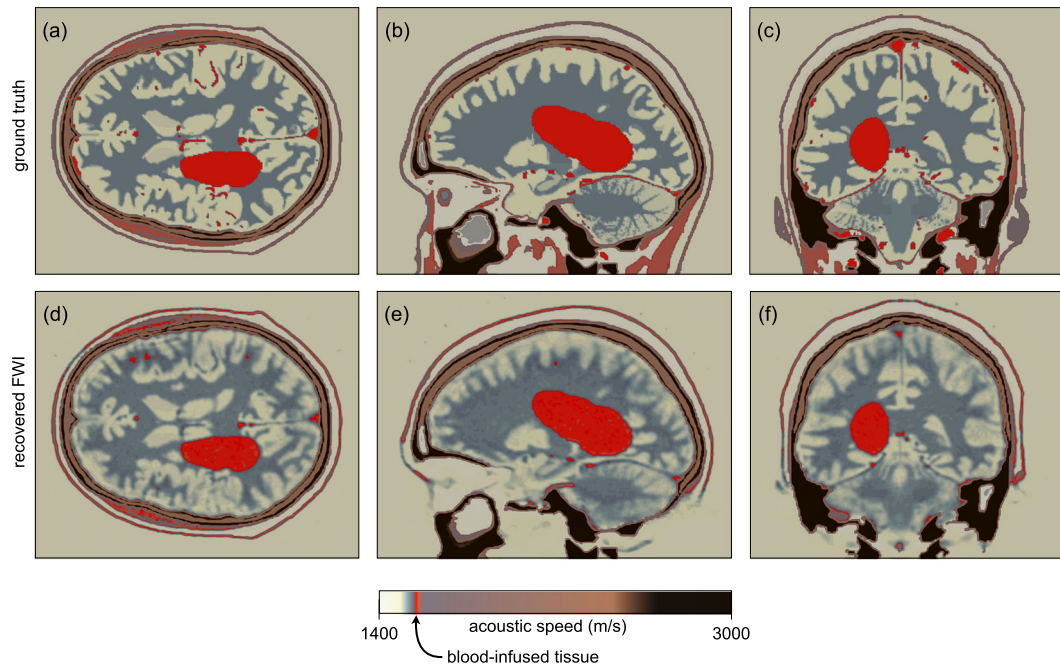 (a)
(b)
(c)
ground truth
(d)
(e)
(f)
recovered FWI
1400
acoustic speed (m/s)
3000
blood-infused tissue